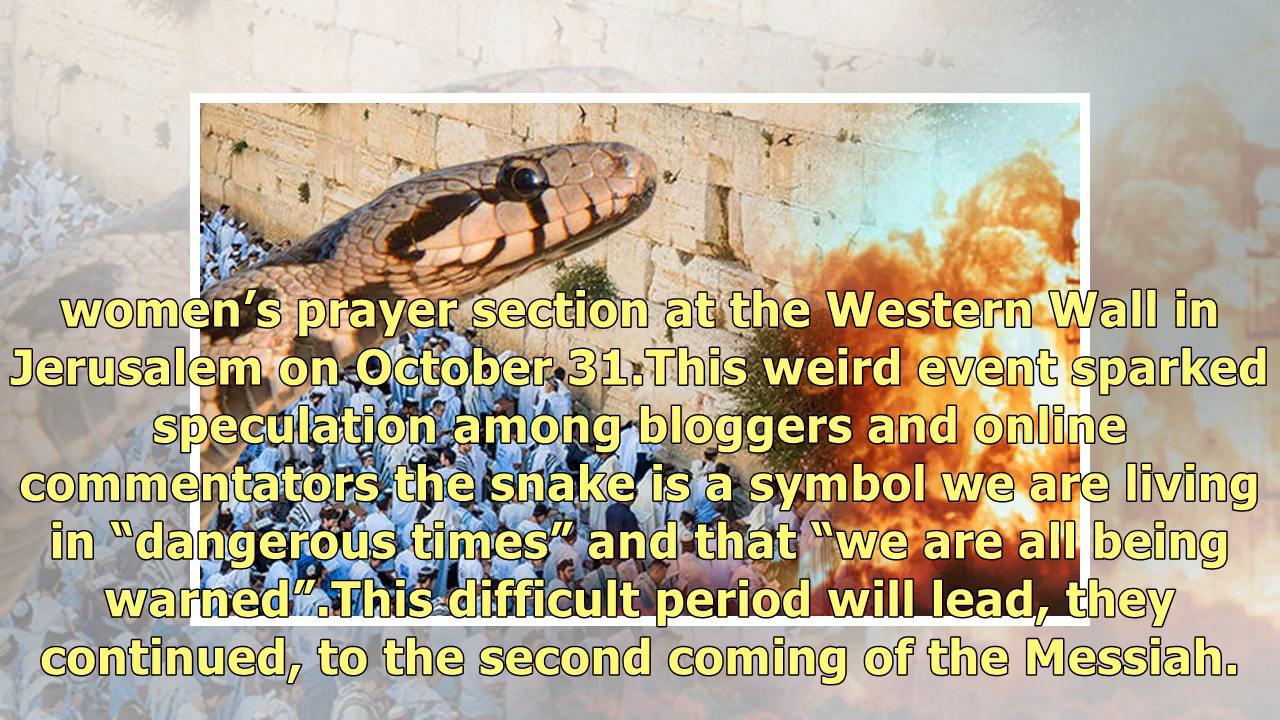 women’s prayer section at the Western Wall in
Jerusalem on October 31.This weird event sparked
speculation among bloggers and online
commentators the snake is a symbol we are living
in “dangerous times” and that “we are all being
warned”.This difficult period will lead, they
continued, to the second coming of the Messiah.